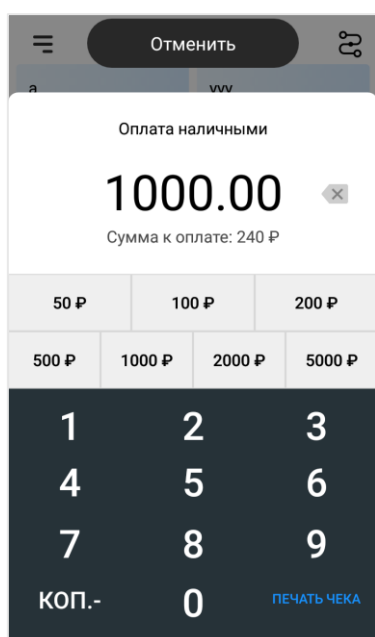 Отменить
а
ууу
Оплата наличными
1000.00
Сумма к оплате: 240 ₽
50 ₽ 100 ₽ 200 ₽
500 ₽ 1000 ₽ 2000 ₽ 5000 ₽
1 2 3
4 5 6
7 8 9
КОП.- 0 ПЕЧАТЬ ЧЕКА